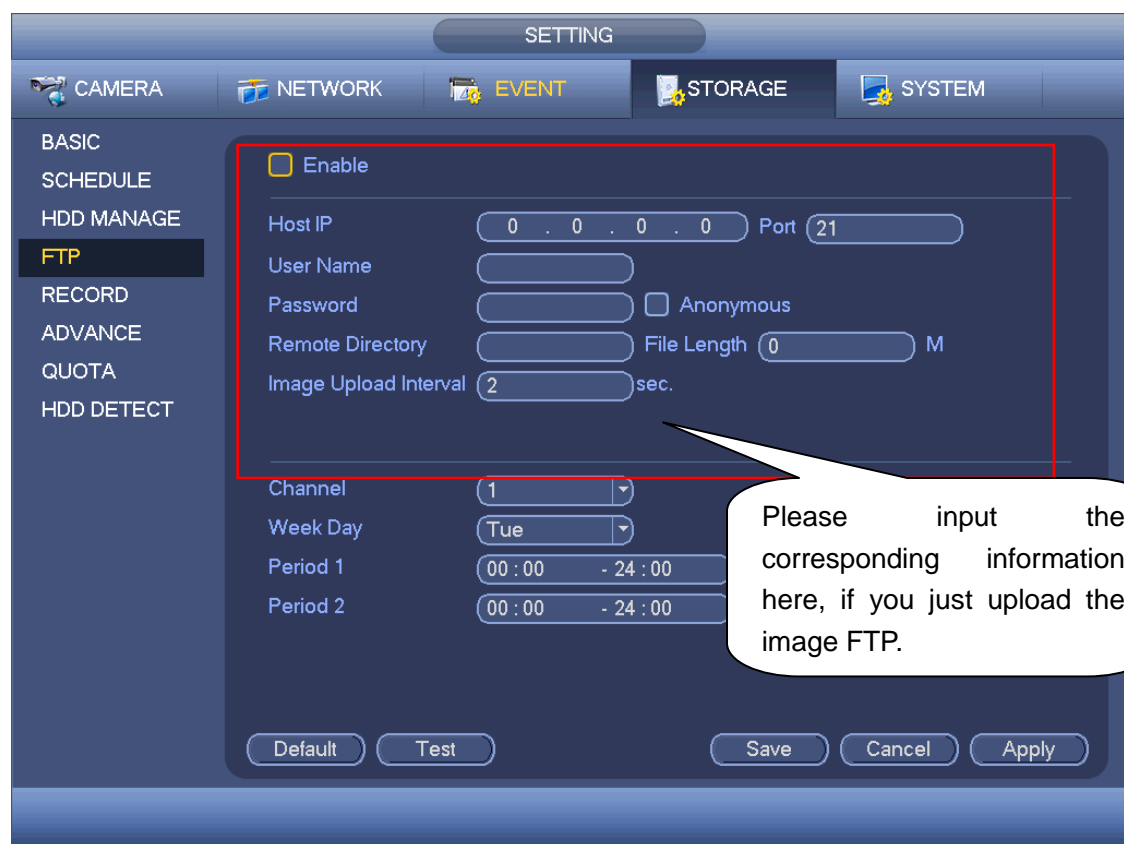 SETTING
CAMERA NETWORK EVENT STORAGE SYSTEM
BASIC
SCHEDULE
HDD MANAGE
FTP
RECORD
ADVANCE
QUOTA
HDD DETECT
Enable
Host IP 0 . 0 . 0 . 0 Port 21
User Name
Password Anonymous
Remote Directory File Length 0 M
Image Upload Interval 2 sec.
Channel 1
Week Day Tue
Period 1 00 : 00 - 24 : 00
Period 2 00 : 00 - 24 : 00
Please input the
corresponding information
here, if you just upload the
image FTP.
Default Test Save Cancel Apply